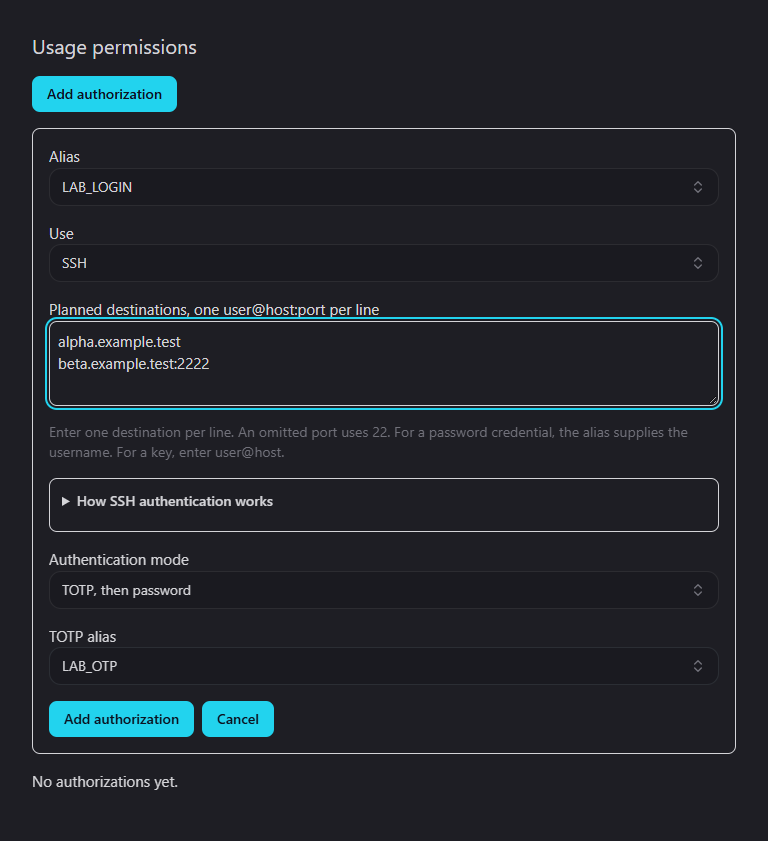 Usage permissions
Add authorization
Alias
LAB_LOGIN
Use
SSH
Planned destinations, one user@host:port per line
alpha.example.test
beta.example.test:2222
Enter one destination per line. An omitted port uses 22. For a password credential, the alias supplies the
username. For a key, enter user@host.
How SSH authentication works
Authentication mode
TOTP, then password
TOTP alias
LAB_OTP
Add authorization
Cancel
No authorizations yet.